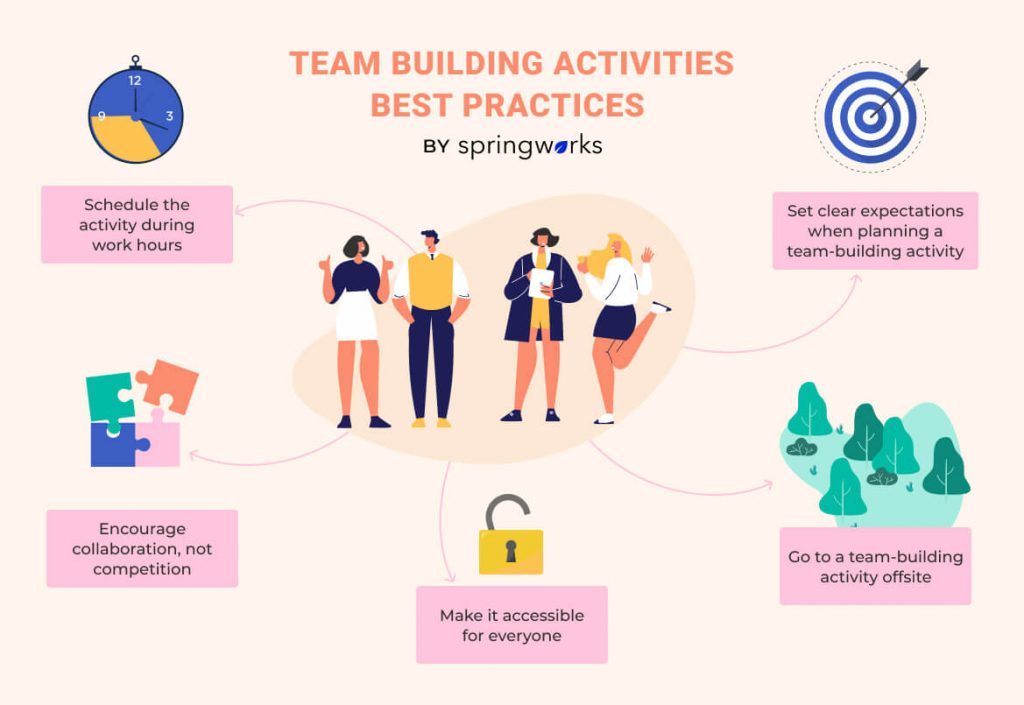 TEAM BUILDING ACTIVITIES
BEST PRACTICES
BY springworks
12
9
3
Schedule the
activity during
work hours
Set clear expectations
when planning a
team-building activity
Encourage
collaboration, not
competition
Go to a team-building
activity offsite
Make it accessible
for everyone